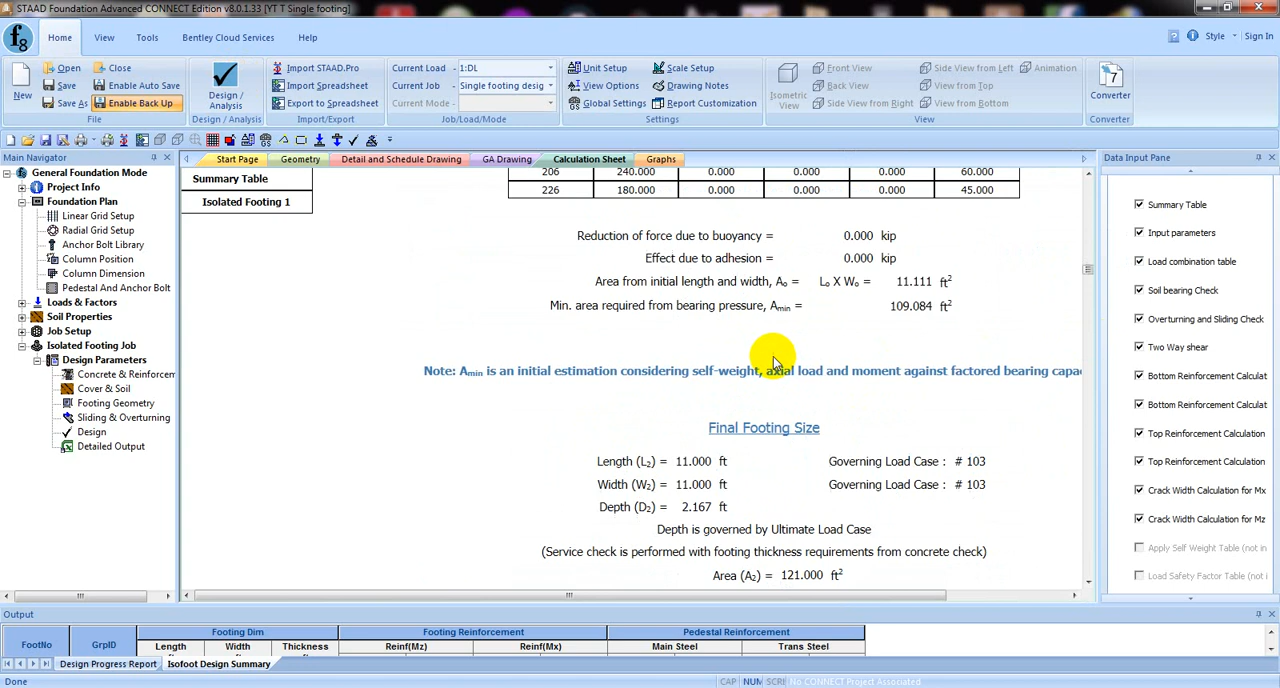 STAAD Foundation Advanced CONNECT Edition v8.0.1.33 [YT T Single footing]
f8
Home View Tools Bentley Cloud Services Help
Style Sign In
New Open Save Save As Close Enable Auto Save Enable Back Up
File
Design / Analysis
Design / Analysis
Import STAAD.Pro
Import Spreadsheet
Export to Spreadsheet
Import/Export
Current Load 1:DL
Current Job Single footing desig
Current Mode
Job/Load/Mode
Unit Setup Scale Setup
View Options Drawing Notes
Global Settings Report Customization
Settings
Isometric View
Front View Side View from Left Animation
Back View View from Top
Side View from Right View from Bottom
View
7
Converter
Converter
Main Navigator
Start Page Geometry Detail and Schedule Drawing GA Drawing Calculation Sheet Graphs
Data Input Pane
General Foundation Mode
Project Info
Foundation Plan
Linear Grid Setup
Radial Grid Setup
Anchor Bolt Library
Column Position
Column Dimension
Pedestal And Anchor Bolt
Loads & Factors
Soil Properties
Job Setup
Isolated Footing Job
Design Parameters
Concrete & Reinforcem
Cover & Soil
Footing Geometry
Sliding & Overturning
Design
Detailed Output
Summary Table
Isolated Footing 1
206 240.000 0.000 0.000 0.000 60.000
226 180.000 0.000 0.000 0.000 45.000
Reduction of force due to buoyancy = 0.000 kip
Effect due to adhesion = 0.000 kip
Area from initial length and width, Ao = Lo X Wo = 11.111 ft²
Min. area required from bearing pressure, Amin = 109.084 ft²
Note: Amin is an initial estimation considering self-weight, axial load and moment against factored bearing capa
Final Footing Size
Length (L2) = 11.000 ft Governing Load Case : # 103
Width (W2) = 11.000 ft Governing Load Case : # 103
Depth (D2) = 2.167 ft
Depth is governed by Ultimate Load Case
(Service check is performed with footing thickness requirements from concrete check)
Area (A2) = 121.000 ft²
Summary Table
Input parameters
Load combination table
Soil bearing Check
Overturning and Sliding Check
Two Way shear
Bottom Reinforcement Calculat
Bottom Reinforcement Calculat
Top Reinforcement Calculation
Top Reinforcement Calculation
Crack Width Calculation for Mx
Crack Width Calculation for Mz
Apply Self Weight Table (not in
Load Safety Factor Table (not i
Output
FootNo GrpID Footing Dim Footing Reinforcement Pedestal Reinforcement
Length Width Thickness Reinf(Mz) Reinf(Mx) Main Steel Trans Steel
Design Progress Report Isofoot Design Summary
Done
CAP NUM SCRI No CONNECT Project Associated